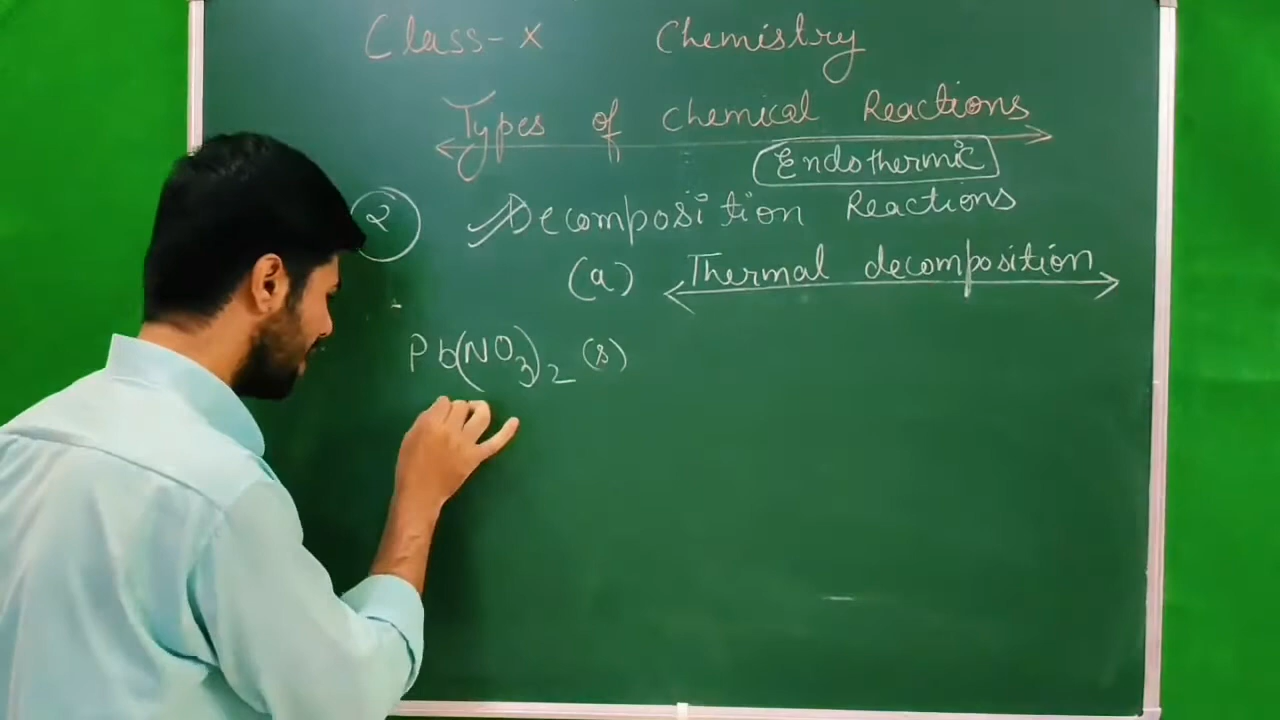 Class-X Chemistry
Types of chemical Reactions
Endothermic
2 Decomposition Reactions
(a) Thermal decomposition
Pb(NO3)2 (s)